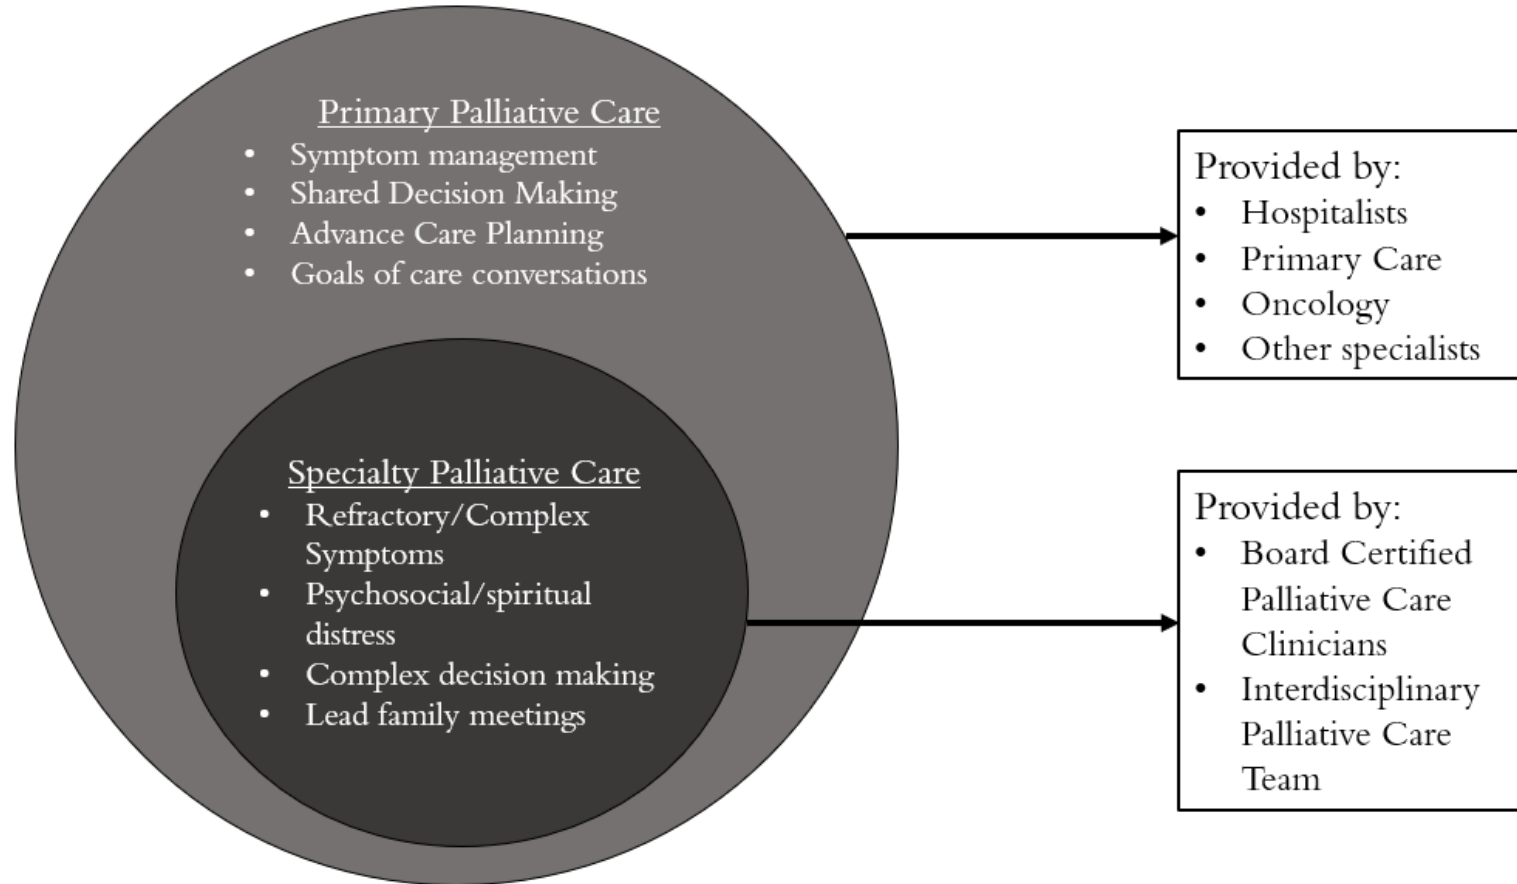 Primary Palliative Care
• Symptom management
• Shared Decision Making
• Advance Care Planning
• Goals of care conversations
Specialty Palliative Care
• Refractory/Complex
Symptoms
• Psychosocial/spiritual
distress
• Complex decision making
• Lead family meetings
Provided by:
• Hospitalists
• Primary Care
• Oncology
• Other specialists
Provided by:
• Board Certified
Palliative Care
Clinicians
• Interdisciplinary
Palliative Care
Team